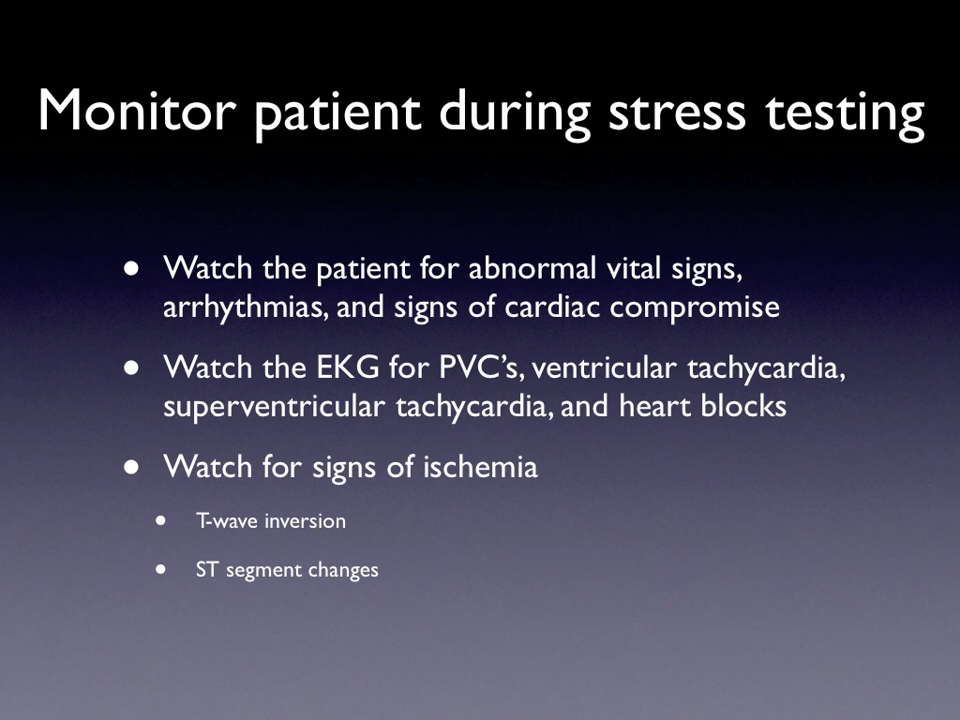 Monitor patient during stress testing
• Watch the patient for abnormal vital signs,
arrhythmias, and signs of cardiac compromise
• Watch the EKG for PVC’s, ventricular tachycardia,
superventricular tachycardia, and heart blocks
• Watch for signs of ischemia
• T-wave inversion
• ST segment changes